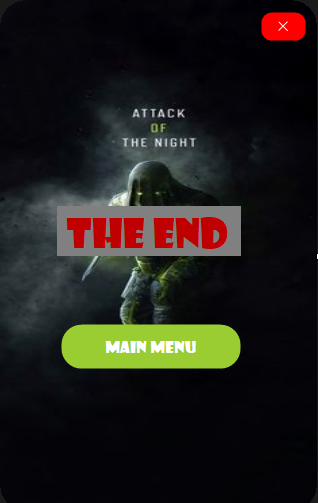 ATTACK
OF
THE NIGHT
THE END
MAIN MENU